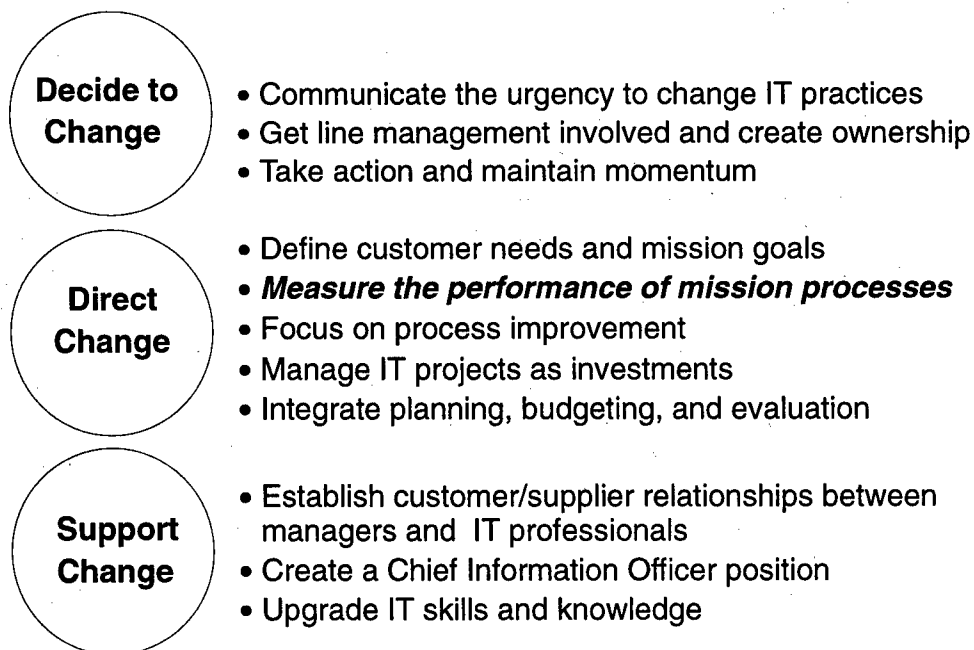 Decide to
Change
• Communicate the urgency to change IT practices
• Get line management involved and create ownership
• Take action and maintain momentum
Direct
Change
• Define customer needs and mission goals
• Measure the performance of mission processes
• Focus on process improvement
• Manage IT projects as investments
• Integrate planning, budgeting, and evaluation
Support
Change
• Establish customer/supplier relationships between
managers and IT professionals
• Create a Chief Information Officer position
• Upgrade IT skills and knowledge